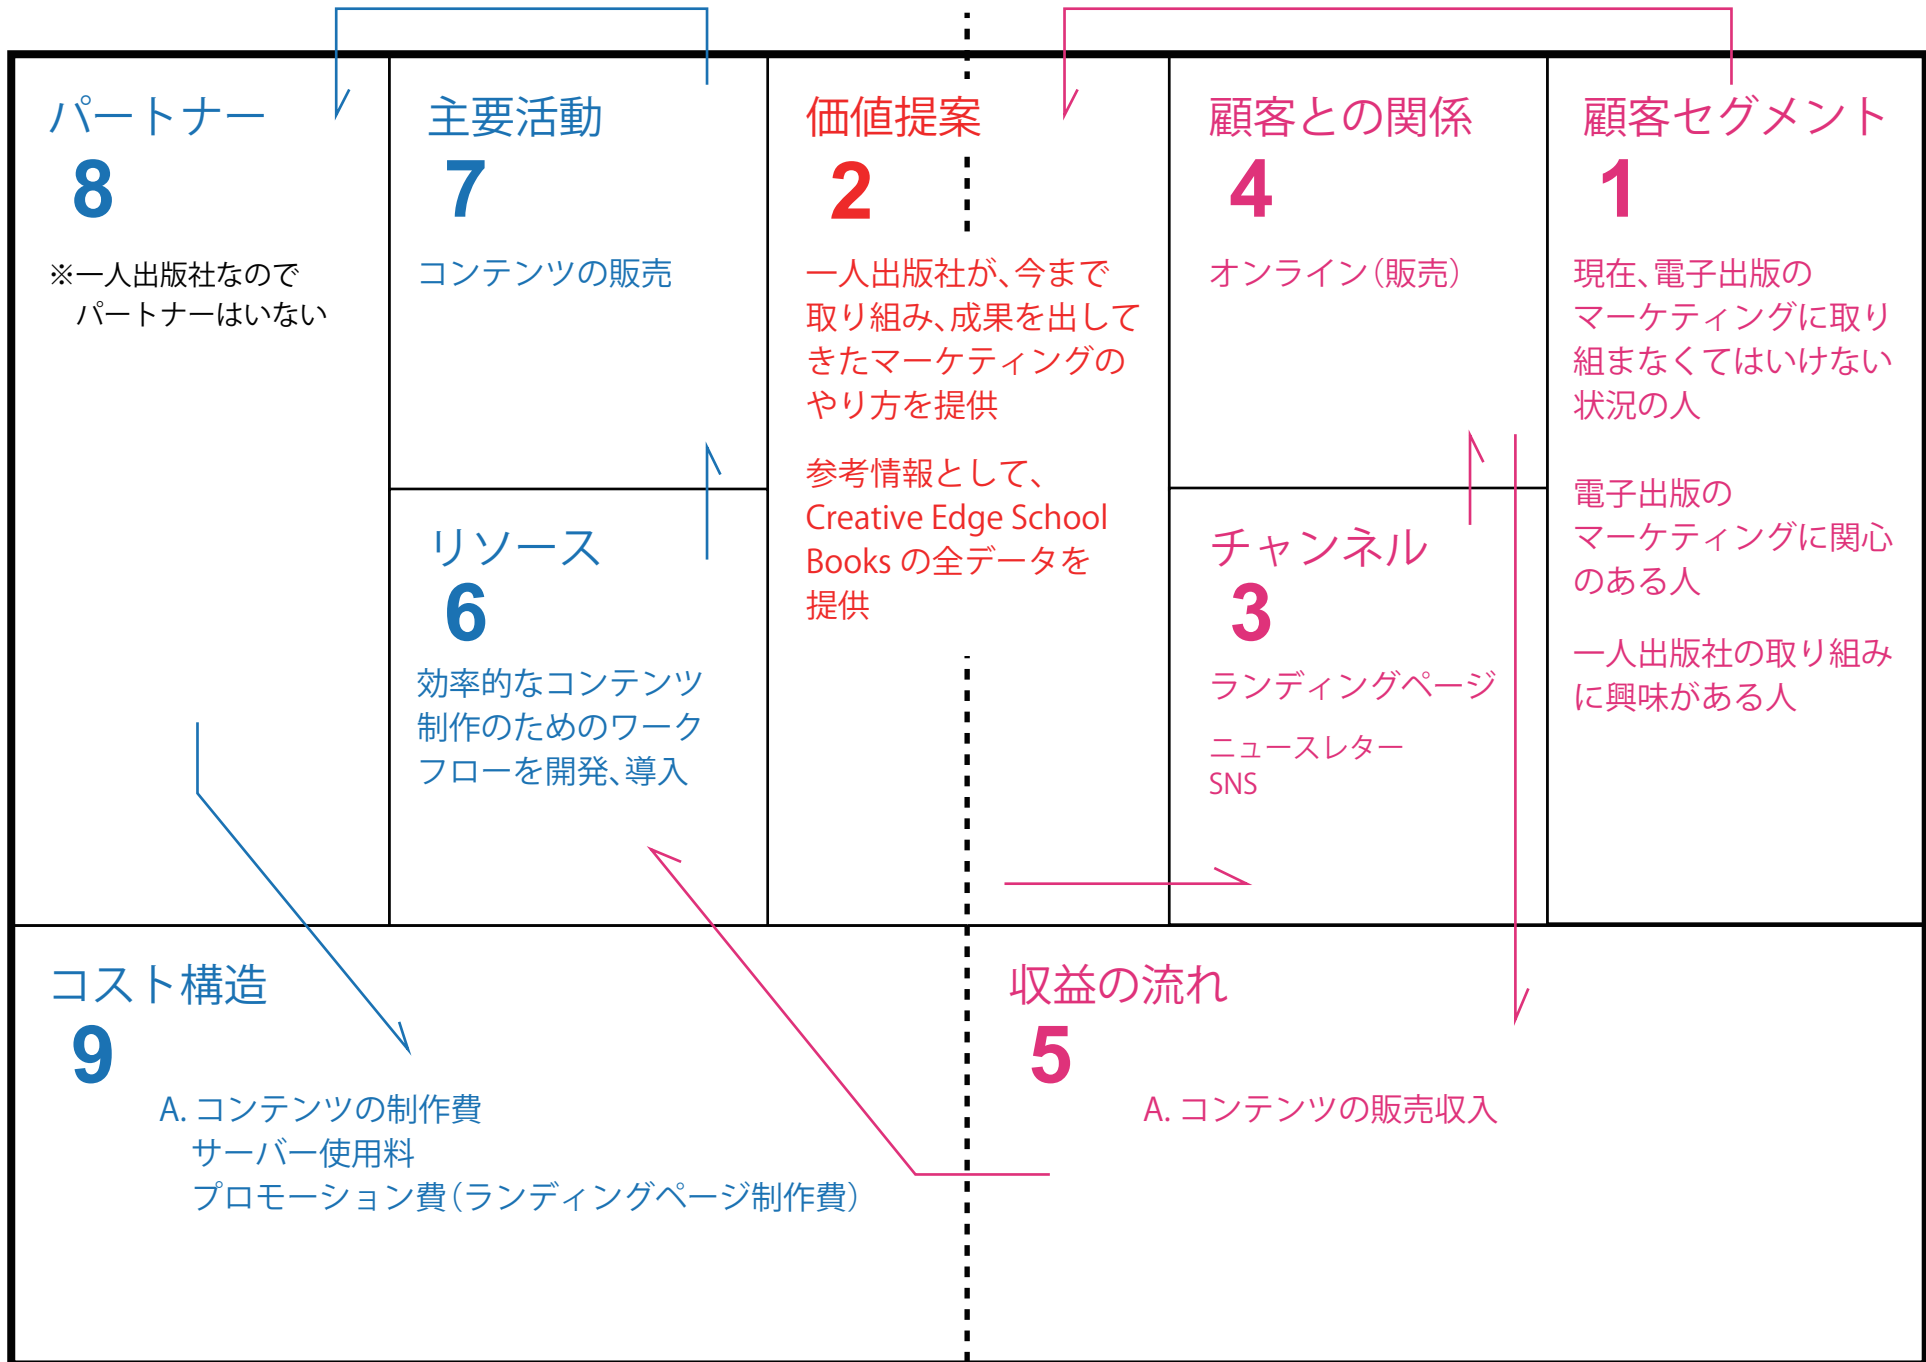 パートナー
8
※一人出版社なので
パートナーはいない
主要活動
7
コンテンツの販売
リソース
6
効率的なコンテンツ
制作のためのワーク
フローを開発、導入
価値提案
2
一人出版社が、今まで
取り組み、成果を出して
きたマーケティングの
やり方を提供
参考情報として、
Creative Edge School
Books の全データを
提供
顧客との関係
4
オンライン（販売）
チャンネル
3
ランディングページ
ニュースレター
SNS
顧客セグメント
1
現在、電子出版の
マーケティングに取り
組まなくてはいけない
状況の人
電子出版の
マーケティングに関心
のある人
一人出版社の取り組み
に興味がある人
コスト構造
9
A. コンテンツの制作費
サーバー使用料
プロモーション費（ランディングページ制作費）
収益の流れ
5
A. コンテンツの販売収入